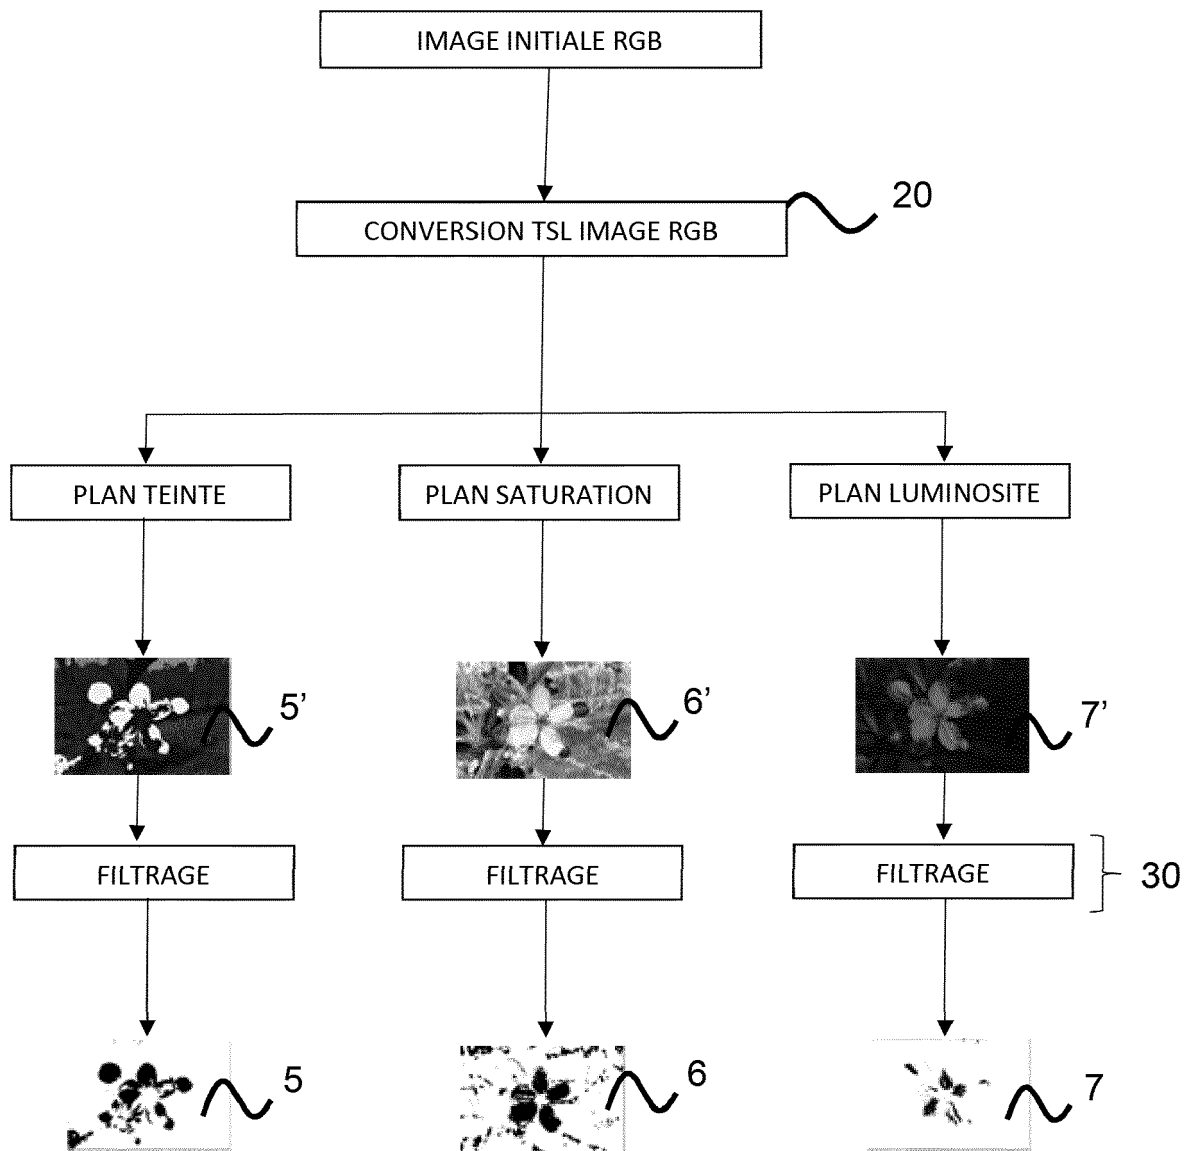 IMAGE INITIALE RGB
20
CONVERSION TSL IMAGE RGB
PLAN TEINTE
PLAN SATURATION
PLAN LUMINOSITE
5’
6’
7’
FILTRAGE
FILTRAGE
FILTRAGE
30
5
6
7